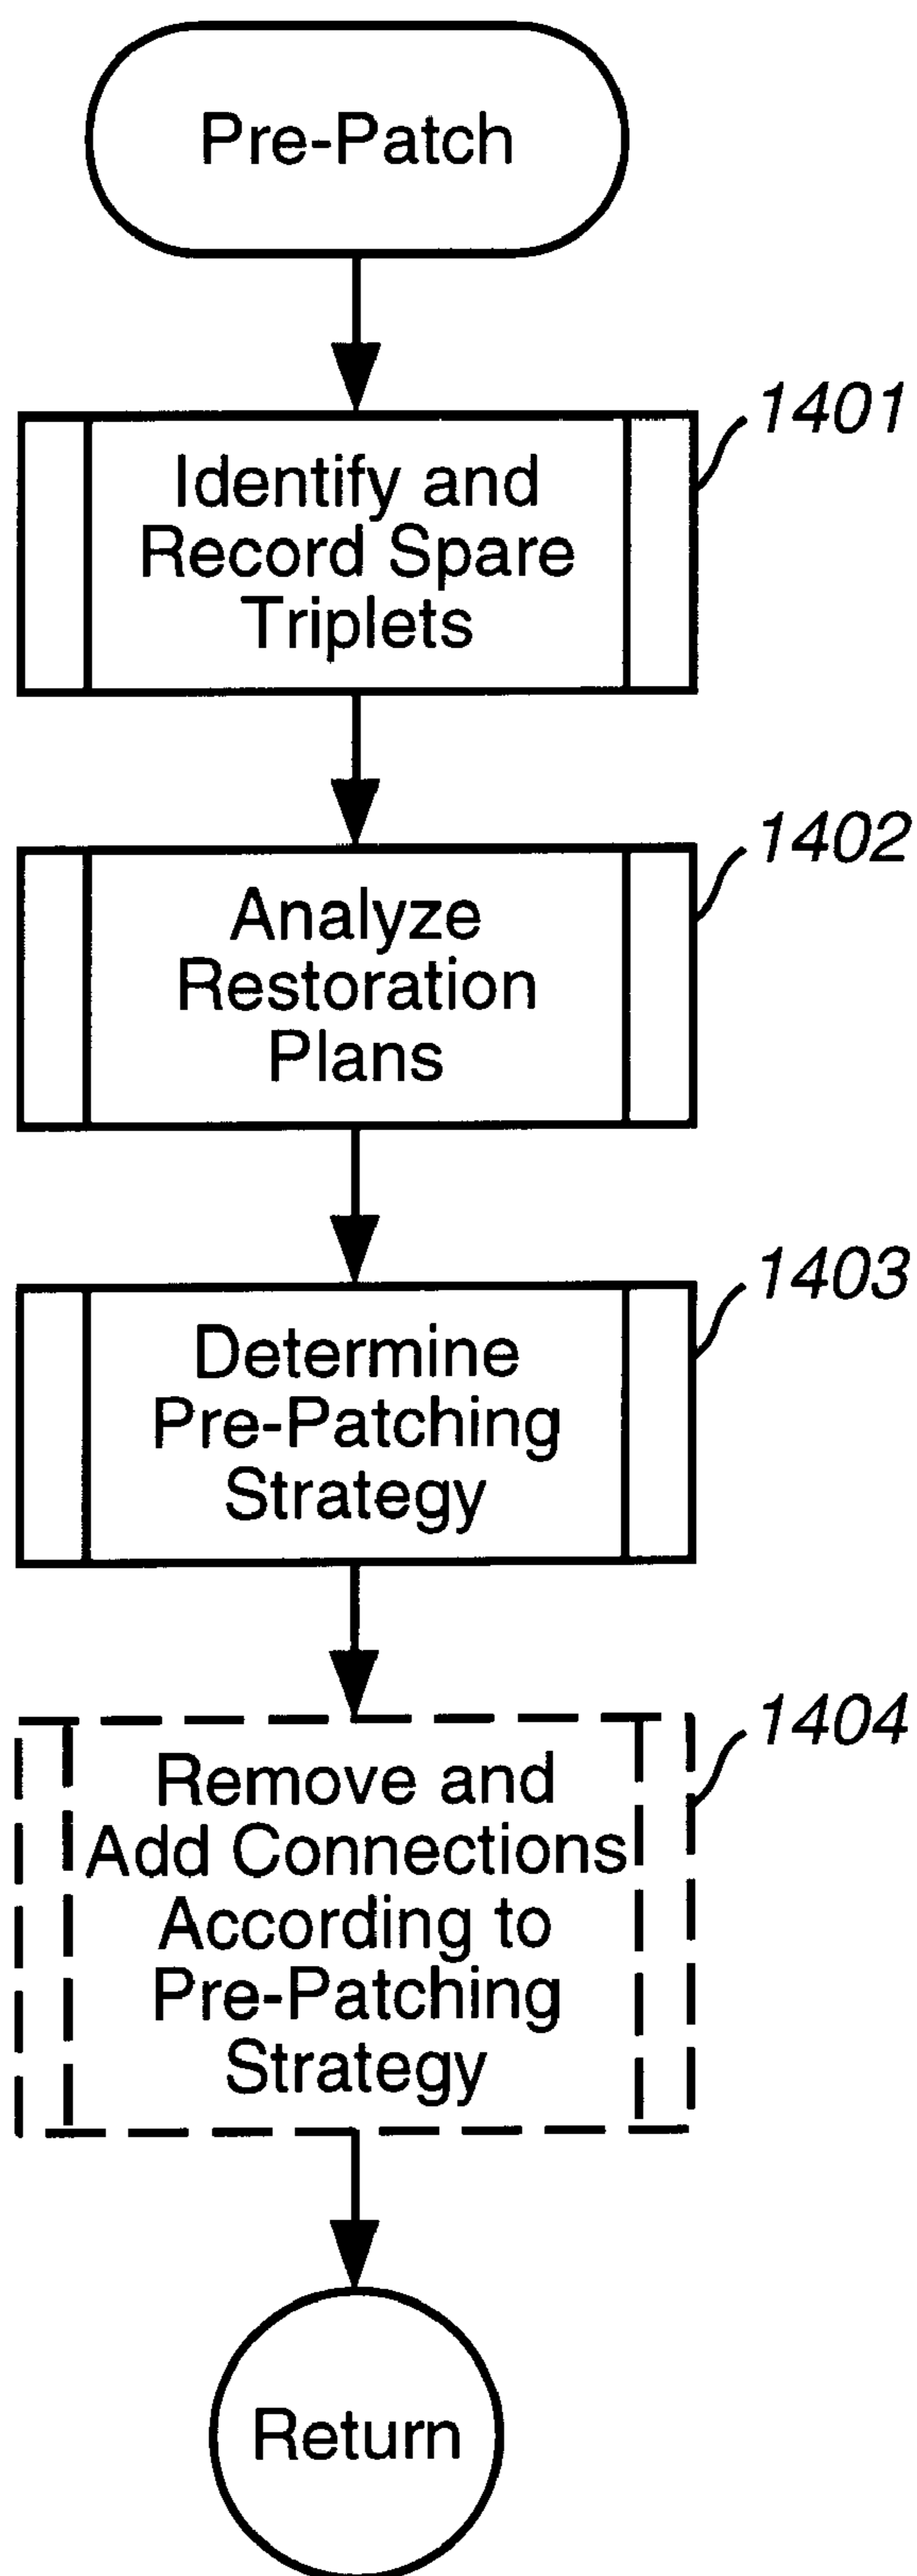 Pre-Patch
1401
Identify and
Record Spare
Triplets
1402
Analyze
Restoration
Plans
1403
Determine
Pre-Patching
Strategy
1404
Remove and
Add Connections
According to
Pre-Patching
Strategy
Return